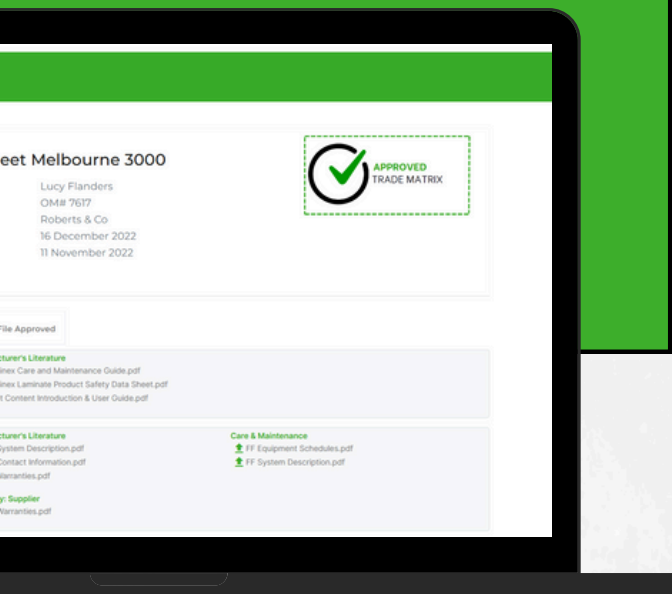 eet Melbourne 3000
Lucy Flanders
OM# 7617
Roberts & Co
16 December 2022
11 November 2022
APPROVED
TRADE MATRIX
File Approved
cturer's Literature
inex Care and Maintenance Guide.pdf
inex Laminate Product Safety Data Sheet.pdf
t Content Introduction & User Guide.pdf
cturer's Literature
System Description.pdf
Contact Information.pdf
Warranties.pdf
y: Supplier
Warranties.pdf
Care & Maintenance
FF Equipment Schedules.pdf
FF System Description.pdf